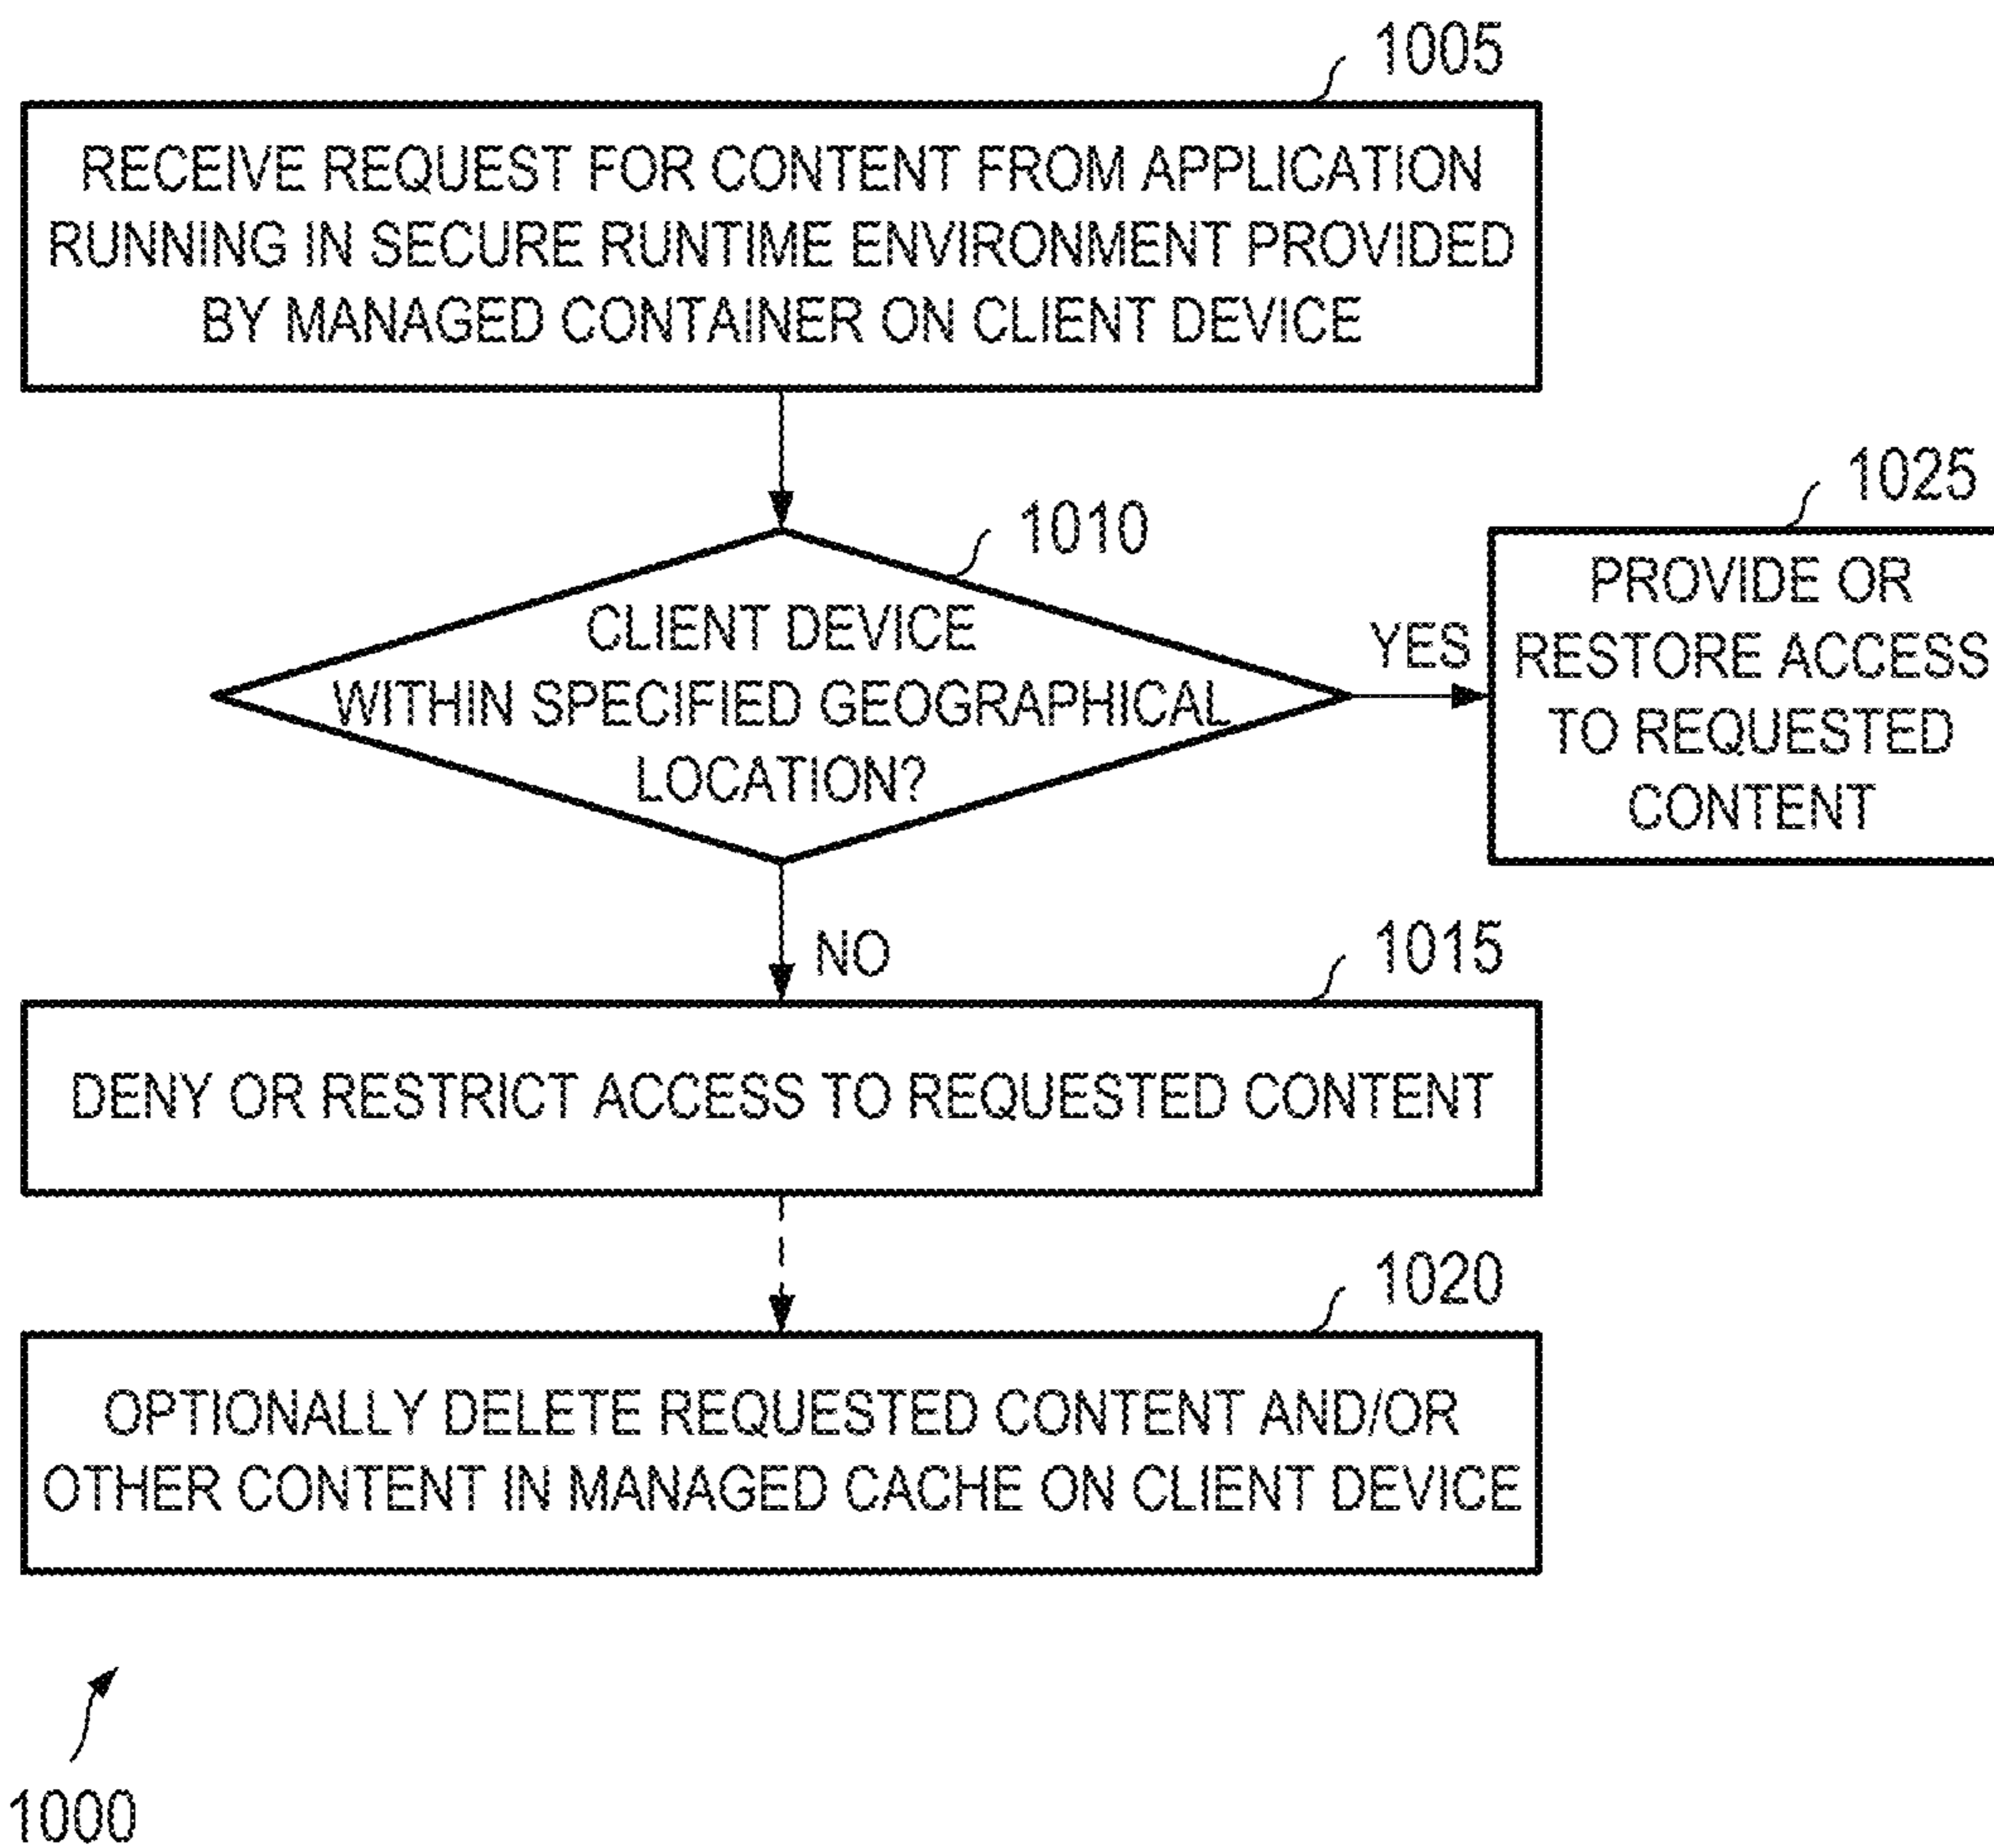 1005
RECEIVE REQUEST FOR CONTENT FROM APPLICATION
RUNNING IN SECURE RUNTIME ENVIRONMENT PROVIDED
BY MANAGED CONTAINER ON CLIENT DEVICE
1010
CLIENT DEVICE
WITHIN SPECIFIED GEOGRAPHICAL
LOCATION?
YES
1025
PROVIDE OR
RESTORE ACCESS
TO REQUESTED
CONTENT
NO
1015
DENY OR RESTRICT ACCESS TO REQUESTED CONTENT
1020
OPTIONALLY DELETE REQUESTED CONTENT AND/OR
OTHER CONTENT IN MANAGED CACHE ON CLIENT DEVICE
1000